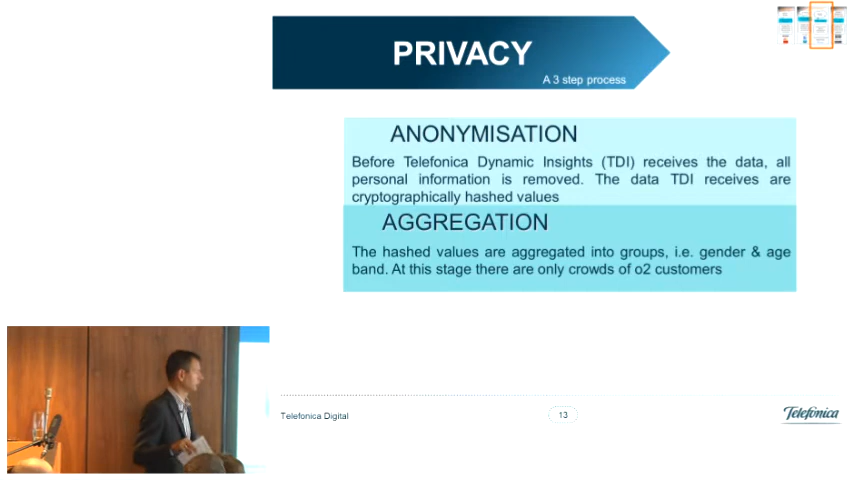 PRIVACY
A 3 step process
ANONYMISATION
Before Telefonica Dynamic Insights (TDI) receives the data, all
personal information is removed. The data TDI receives are
cryptographically hashed values
AGGREGATION
The hashed values are aggregated into groups, i.e. gender & age
band. At this stage there are only crowds of o2 customers
Telefonica Digital
13
Telefónica